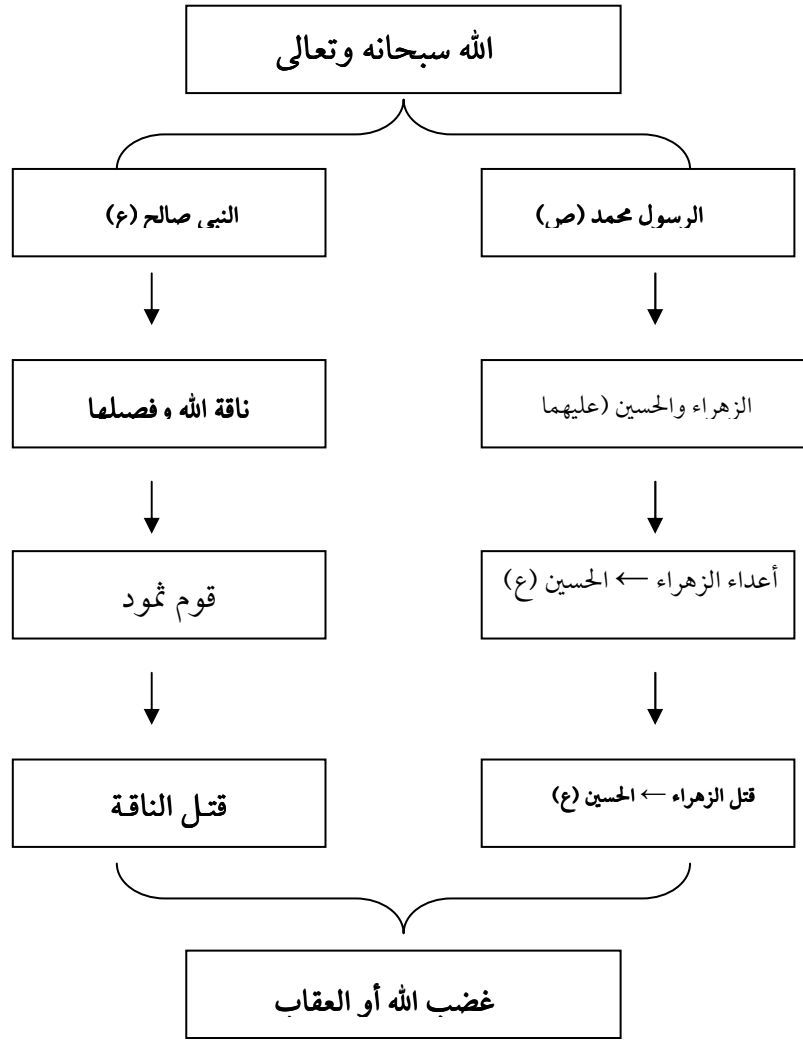 الله سبحانه وتعالى
الرسول محمد (ص)
النبي صالح (ع)
الزهراء والحسين (عليهما
ناقة الله وفصيلها
أعداء الزهراء ← الحسين (ع)
قوم ثمود
قتل الزهراء ← الحسين (ع)
قتل الناقة
غضب الله أو العقاب